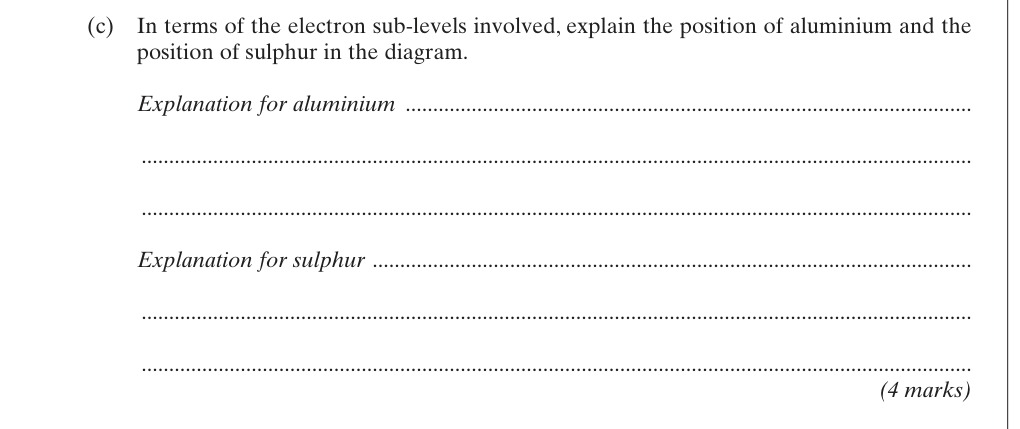 (c) In terms of the electron sub-levels involved, explain the position of aluminium and the
position of sulphur in the diagram.
Explanation for aluminium ..........................................................................................................
..........................................................................................................
..........................................................................................................
Explanation for sulphur ..........................................................................................................
..........................................................................................................
..........................................................................................................
(4 marks)